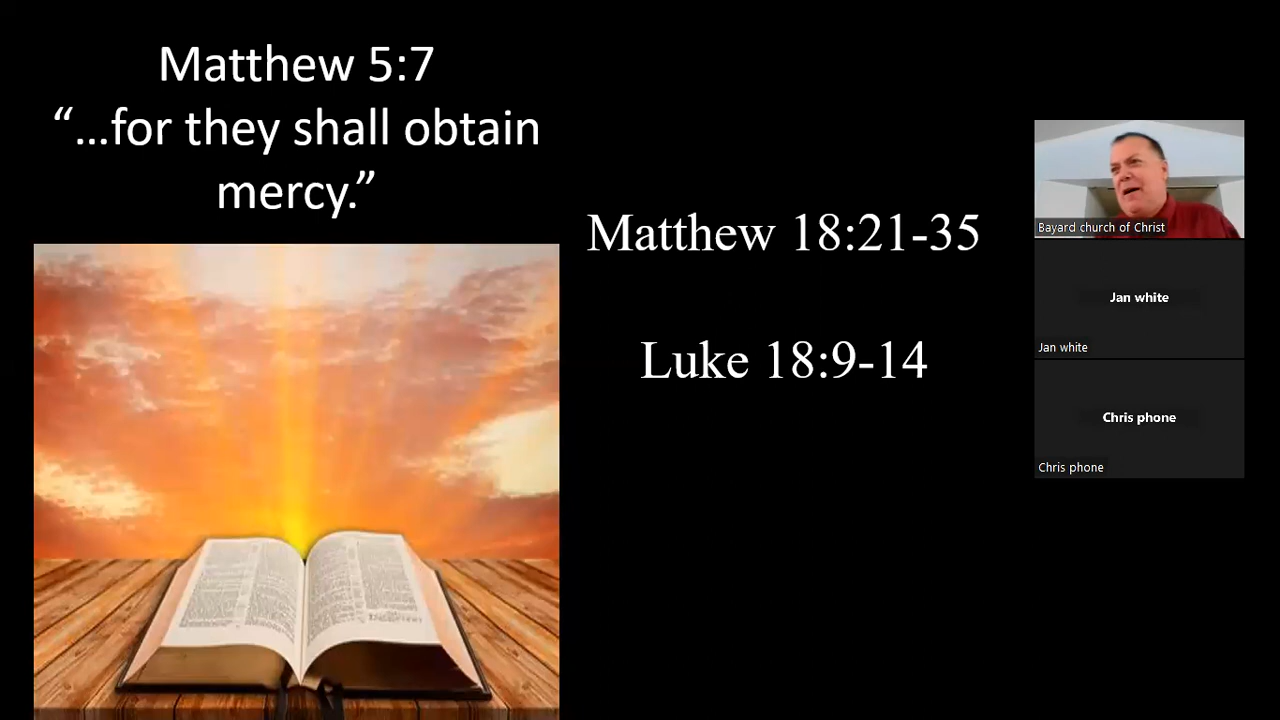 Matthew 5:7
“…for they shall obtain
mercy.”
Matthew 18:21-35
Luke 18:9-14
Bayard church of Christ
Jan white
Jan white
Chris phone
Chris phone